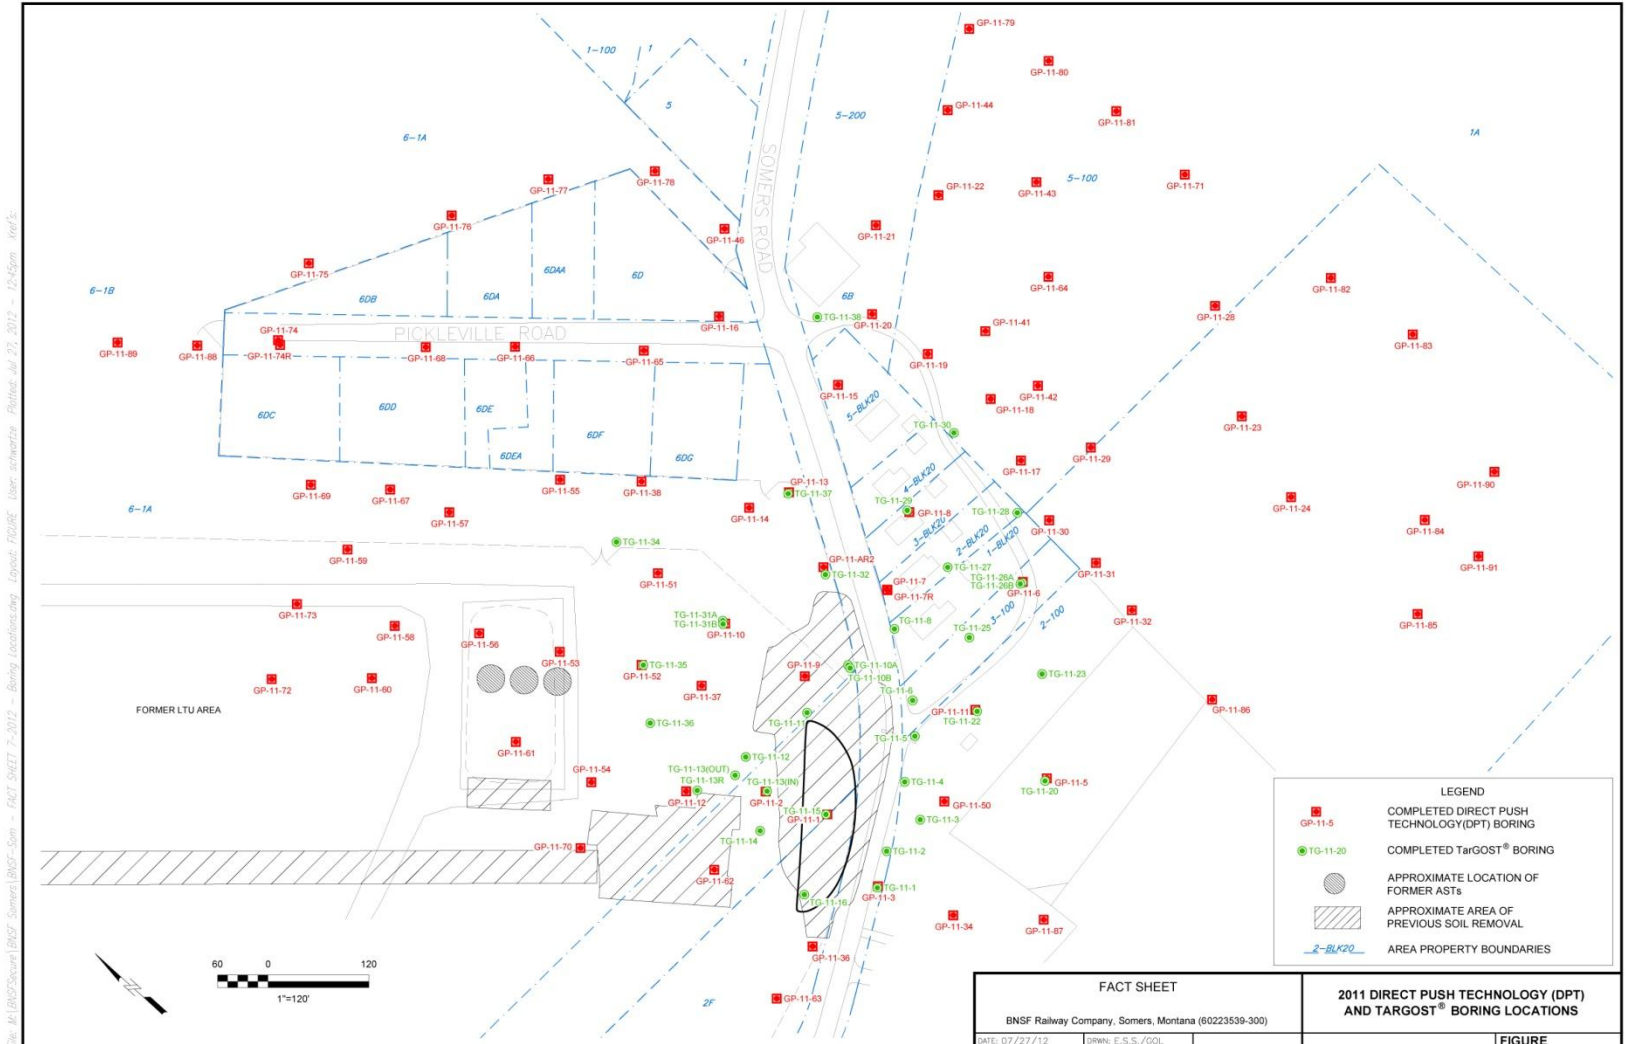 GP-11-79
GP-11-80
GP-11-44
GP-11-81
1-100
1
1
5
5-200
1A
6-1A
SOMERS ROAD
GP-11-78
GP-11-77
GP-11-22
GP-11-43
5-100
GP-11-71
GP-11-76
GP-11-46
GP-11-21
GP-11-75
6DAA
6D
6DB
6DA
6B
GP-11-64
GP-11-82
6-1B
GP-11-28
GP-11-16
TG-11-38
GP-11-20
GP-11-41
GP-11-74
PICKLEVILLE ROAD
GP-11-89
GP-11-88
GP-11-74R
GP-11-68
GP-11-66
GP-11-65
GP-11-19
GP-11-83
GP-11-15
GP-11-42
GP-11-18
6DC
6DD
6DE
6DF
6DEA
6DG
5-BLK20
TG-11-30
GP-11-23
GP-11-29
GP-11-17
4-BLK20
GP-11-69
GP-11-67
GP-11-55
GP-11-38
GP-11-13
TG-11-37
GP-11-90
6-1A
GP-11-57
GP-11-14
TG-11-29
GP-11-8
TG-11-28
GP-11-24
GP-11-84
3-BLK20
2-BLK20
1-BLK20
GP-11-30
GP-11-59
TG-11-34
GP-11-51
GP-11-AR2
TG-11-32
TG-11-27
TG-11-26A
TG-11-26B
GP-11-6
GP-11-31
GP-11-91
GP-11-7
GP-11-7R
GP-11-73
GP-11-58
GP-11-56
TG-11-31A
TG-11-31B
GP-11-10
TG-11-8
TG-11-25
3-100
2-100
GP-11-32
GP-11-85
GP-11-53
TG-11-35
GP-11-52
GP-11-9
TG-11-10A
TG-11-10B
TG-11-23
GP-11-72
GP-11-60
GP-11-37
FORMER LTU AREA
TG-11-36
TG-11-11
TG-11-6
GP-11-11
TG-11-22
GP-11-86
TG-11-5
GP-11-61
TG-11-12
GP-11-54
TG-11-13(OUT)
TG-11-13R
TG-11-13(IN)
TG-11-4
GP-11-5
TG-11-20
GP-11-12
GP-11-2
GP-11-50
TG-11-15
GP-11-1
TG-11-3
TG-11-14
GP-11-70
TG-11-2
GP-11-62
TG-11-16
TG-11-1
GP-11-3
GP-11-34
GP-11-87
GP-11-36
GP-11-63
2F
60 0 120
1"=120'
LEGEND
GP-11-5
COMPLETED DIRECT PUSH
TECHNOLOGY(DPT) BORING
TG-11-20
COMPLETED TarGOST® BORING
APPROXIMATE LOCATION OF
FORMER ASTs
APPROXIMATE AREA OF
PREVIOUS SOIL REMOVAL
2-BLK20
AREA PROPERTY BOUNDARIES
FACT SHEET
BNSF Railway Company, Somers, Montana (60223539-300)
2011 DIRECT PUSH TECHNOLOGY (DPT)
AND TARGOST® BORING LOCATIONS
DATE: 07/27/12
DRWN: E.S.S./GOL
FIGURE